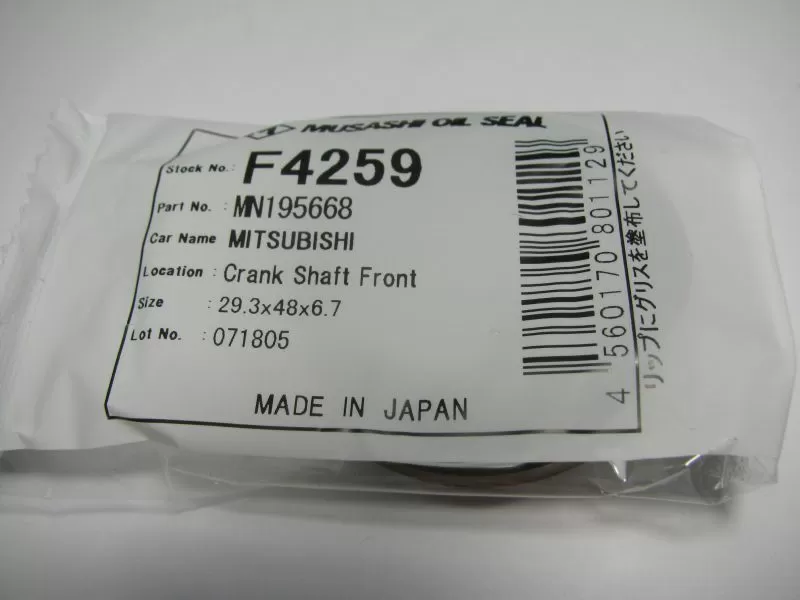 MUSASHI OIL SEAL
Stock No. : F4259
Part No. : MN195668
Car Name MITSUBISHI
Location : Crank Shaft Front
Size : 29.3x48x6.7
Lot No. : 071805
MADE IN JAPAN
4 560170 801129
リップにグリスを塗布してください